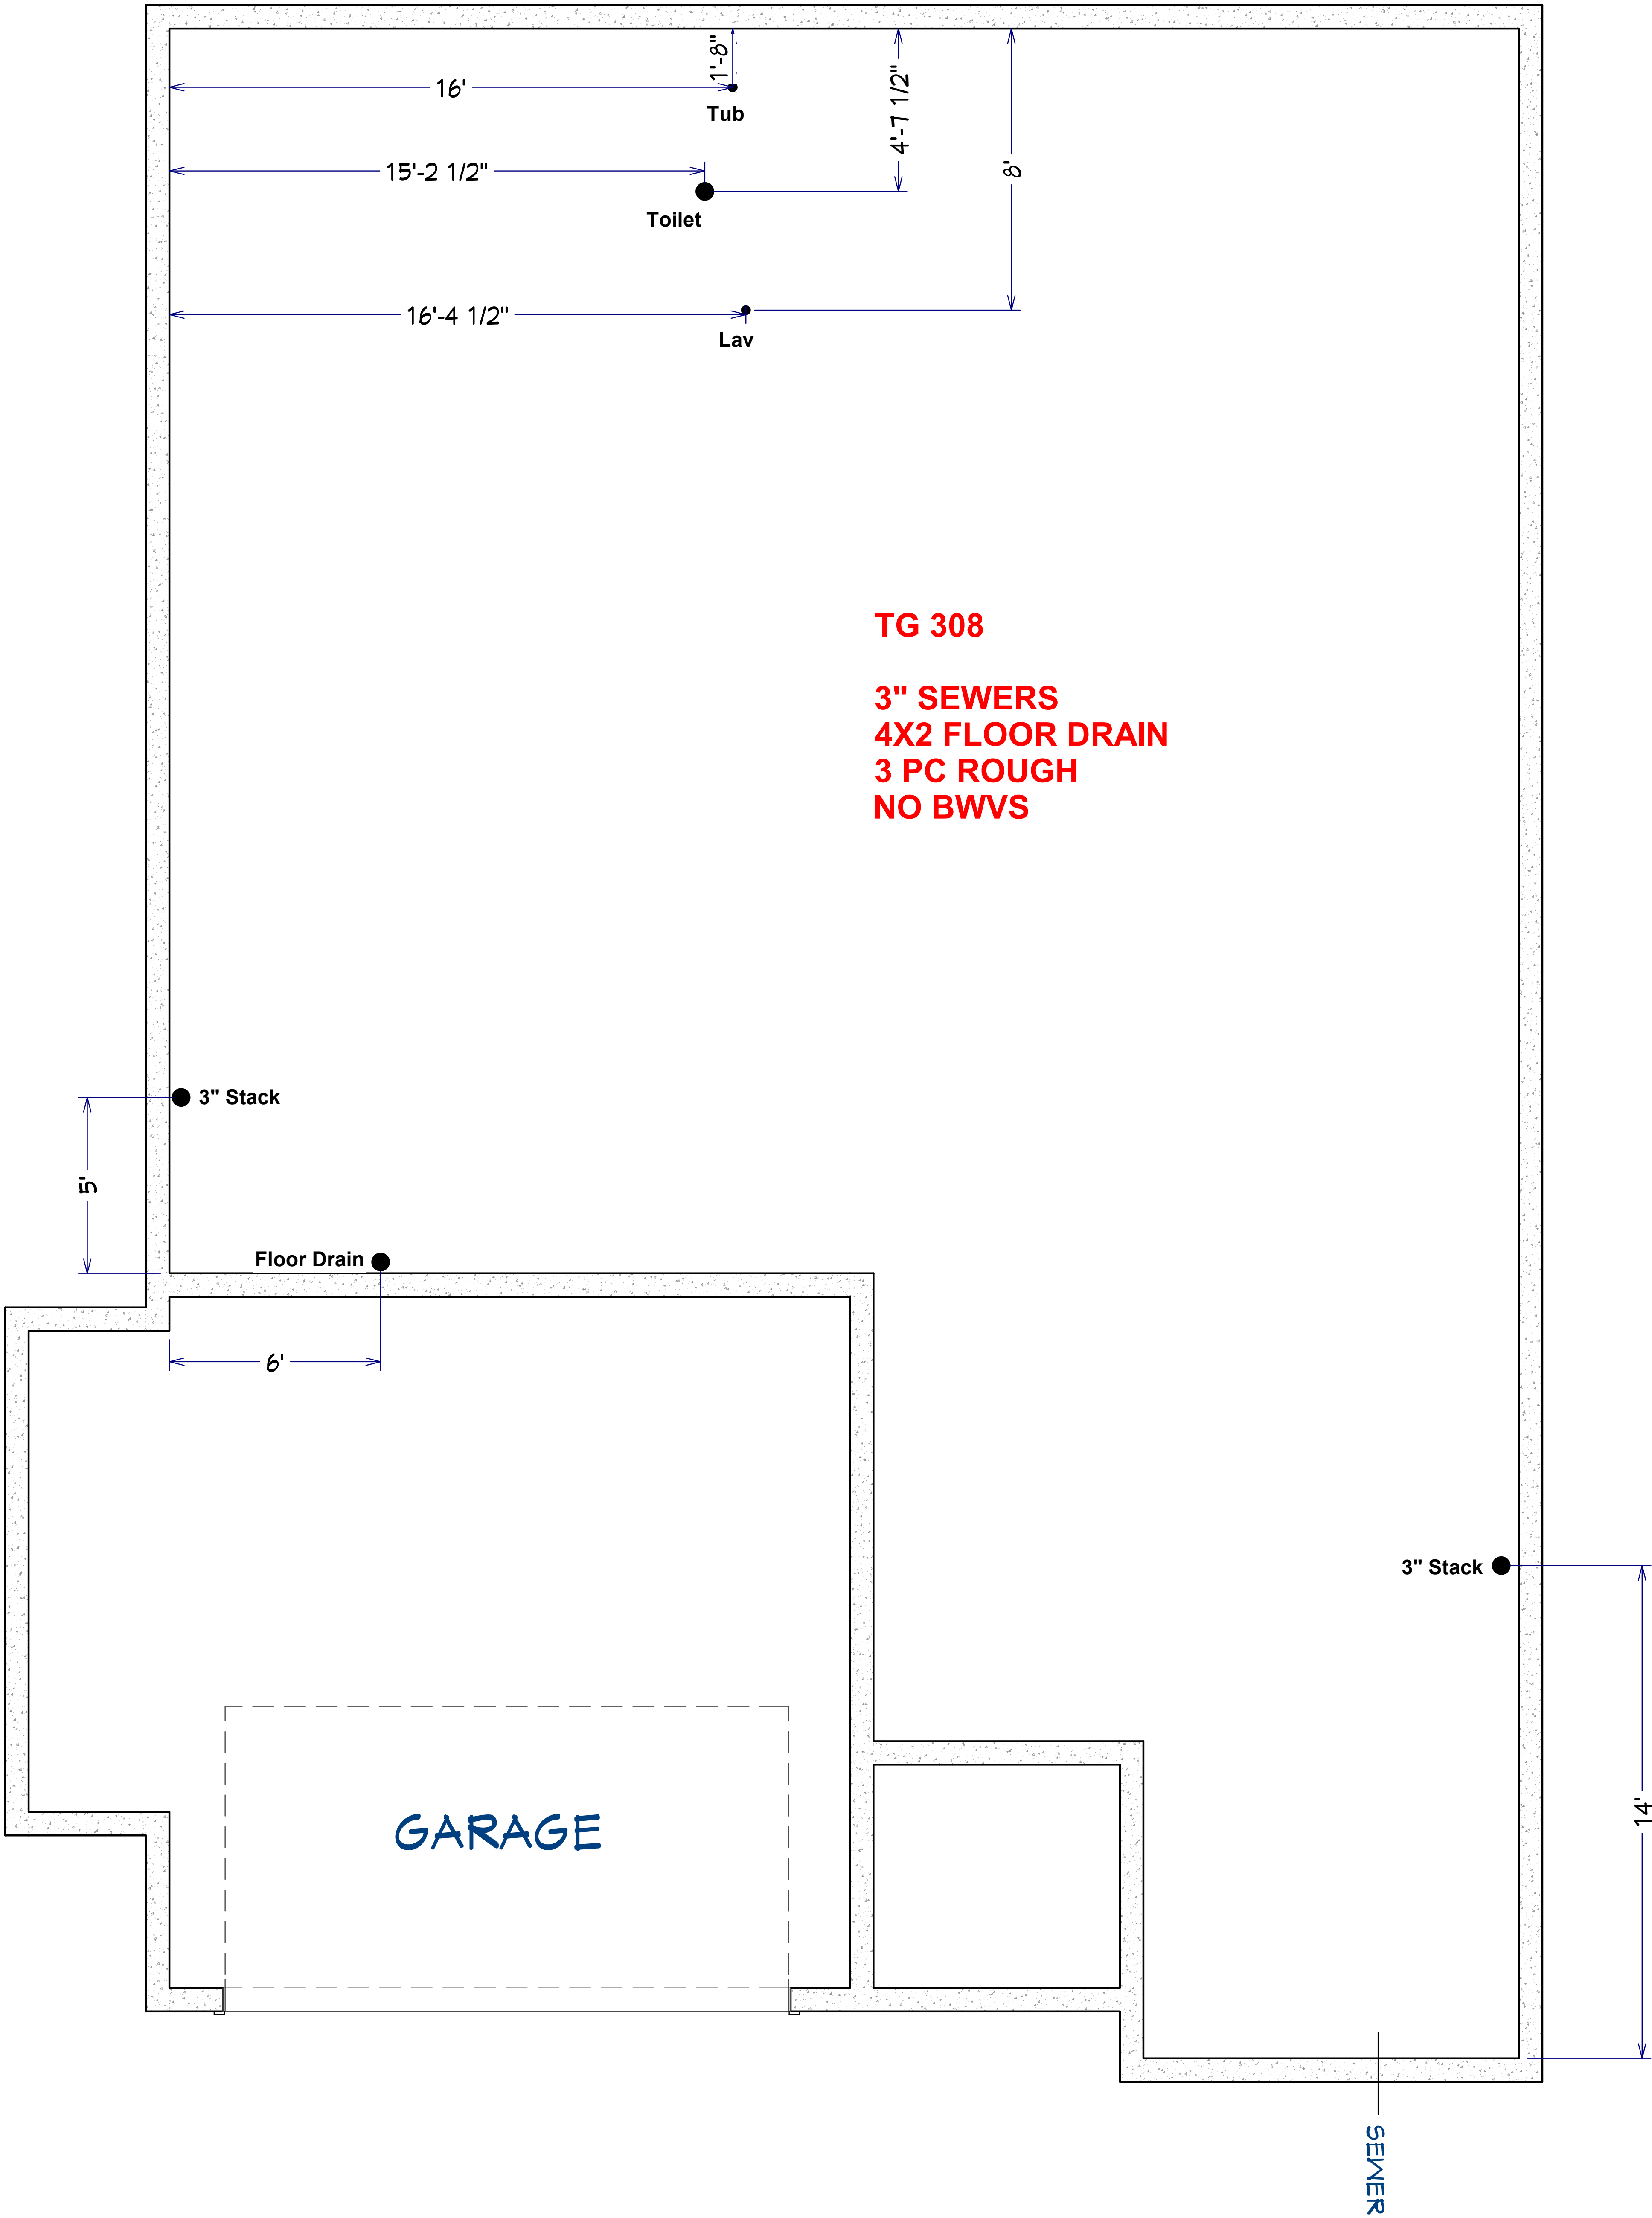 1'-8"
16'
Tub
4'-7 1/2"
8'
15'-2 1/2"
Toilet
16'-4 1/2"
Lav
TG 308
3" SEWERS
4X2 FLOOR DRAIN
3 PC ROUGH
NO BWVS
3" Stack
5'
Floor Drain
6'
3" Stack
14'
GARAGE
SEWER